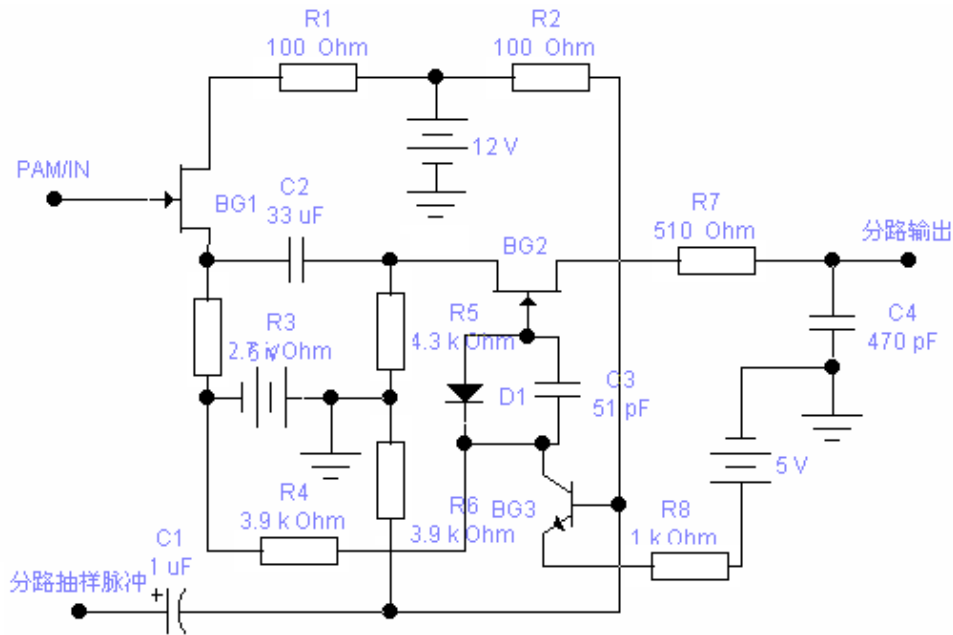 R1
100 Ohm
R2
100 Ohm
12 V
PAM/IN
BG1
C2
33 uF
BG2
R7
510 Ohm
分路输出
R3
R5
4.3 k Ohm
C4
470 pF
D1
C3
51 pF
5 V
R4
3.9 k Ohm
R6
3.9 k Ohm
BG3
R8
1 k Ohm
C1
1 uF
分路抽样脉冲
+